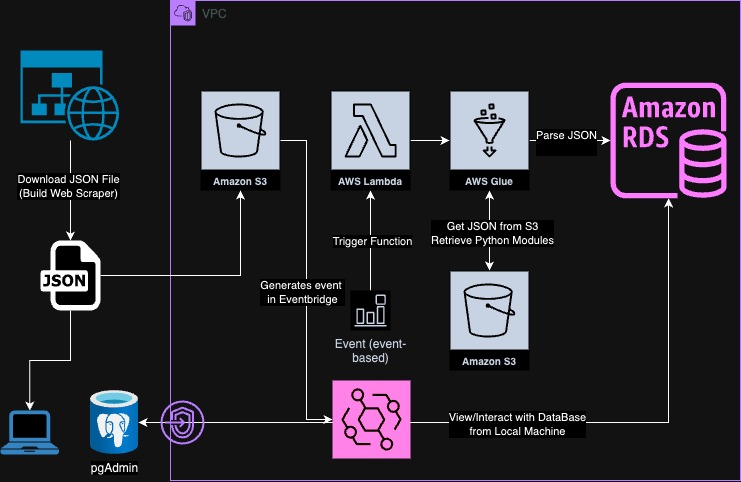 VPC
Amazon
RDS
Amazon S3
AWS Lambda
AWS Glue
Parse JSON
Download JSON File
(Build Web Scraper)
Trigger Function
Get JSON from S3
Retrieve Python Modules
JSON
Generates event
in Eventbridge
Event (event-
based)
Amazon S3
View/Interact with DataBase
from Local Machine
pgAdmin